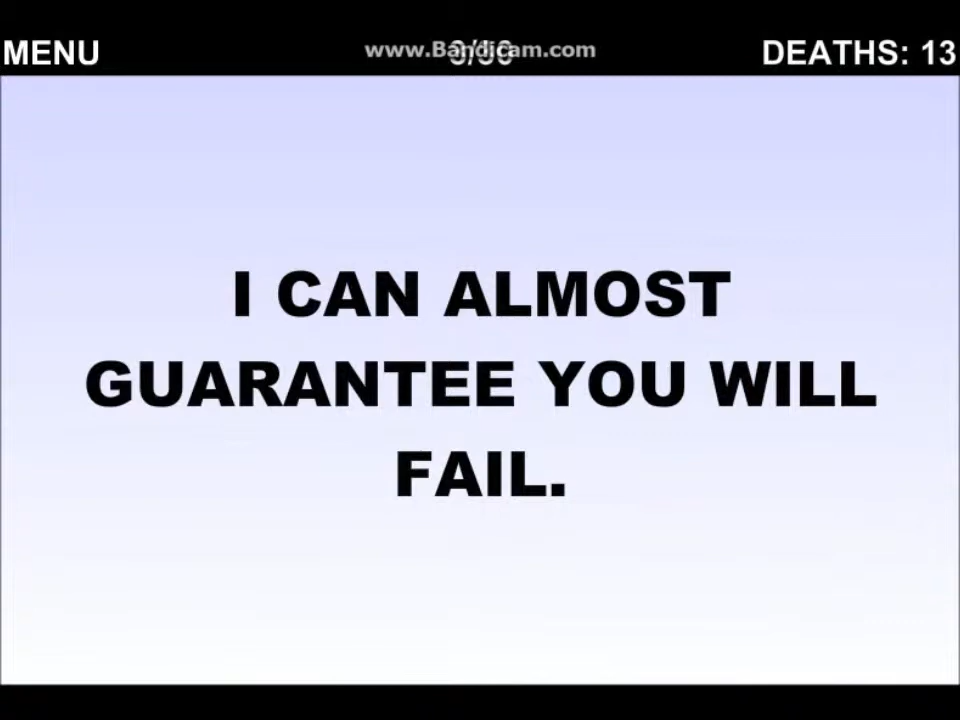 MENU
www.Bandicam.com
DEATHS: 13
I CAN ALMOST
GUARANTEE YOU WILL
FAIL.